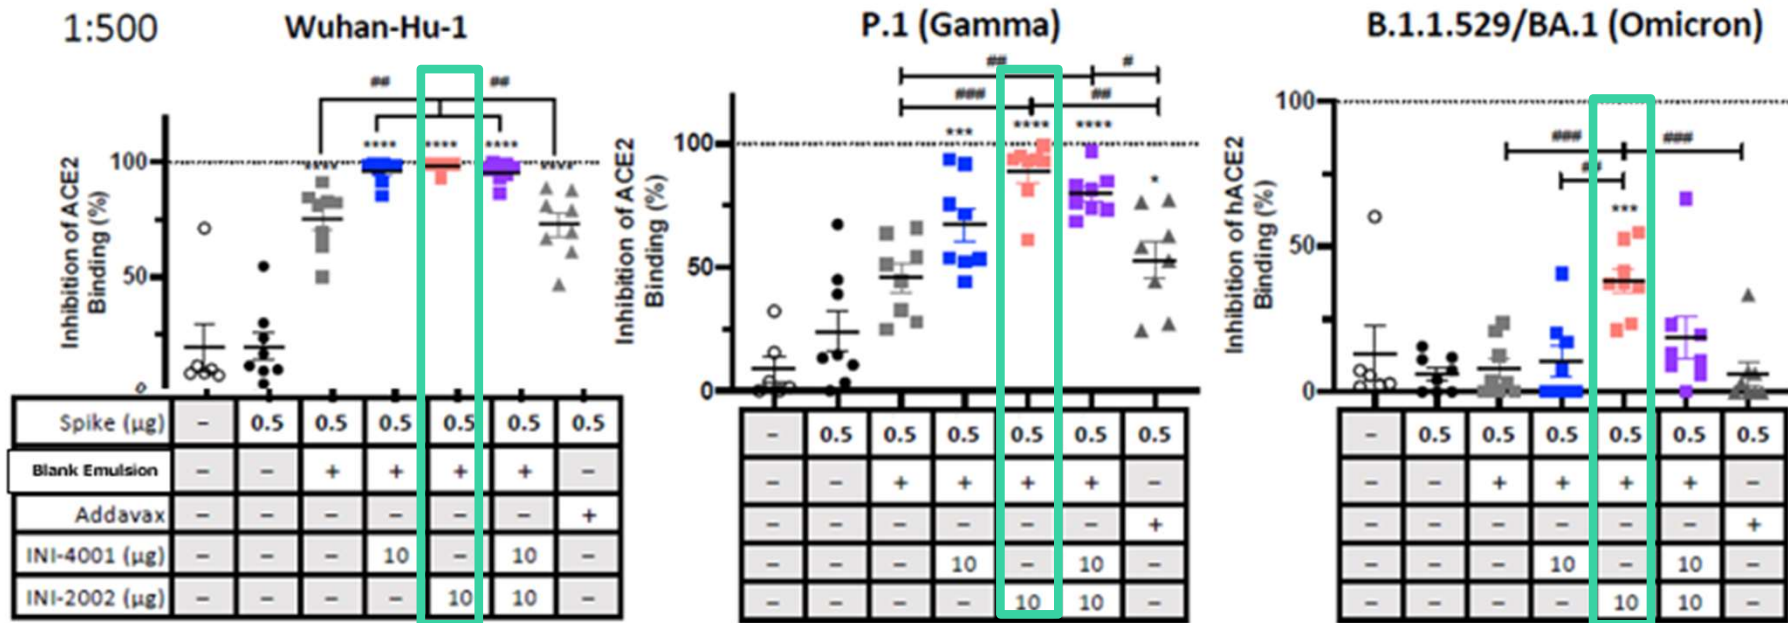 1:500
Wuhan-Hu-1
P.1 (Gamma)
B.1.1.529/BA.1 (Omicron)
Inhibition of ACE2
Binding (%)
100
50
0
## ##
**** **** **** **** ****
Inhibition of ACE2
Binding (%)
100
50
0
## #
### ##
*** **** **** *
Inhibition of hACE2
Binding (%)
100
50
0
### ###
##
***
Spike (µg) – 0.5 0.5 0.5 0.5 0.5 0.5
Blank Emulsion – – + + + + –
Addavax – – – – – – +
INI-4001 (µg) – – – 10 – 10 –
INI-2002 (µg) – – – – 10 10 –
– 0.5 0.5 0.5 0.5 0.5 0.5
– – + + + + –
– – – – – – +
– – – 10 – 10 –
– – – – 10 10 –
– 0.5 0.5 0.5 0.5 0.5 0.5
– – + + + + –
– – – – – – +
– – – 10 – 10 –
– – – – 10 10 –